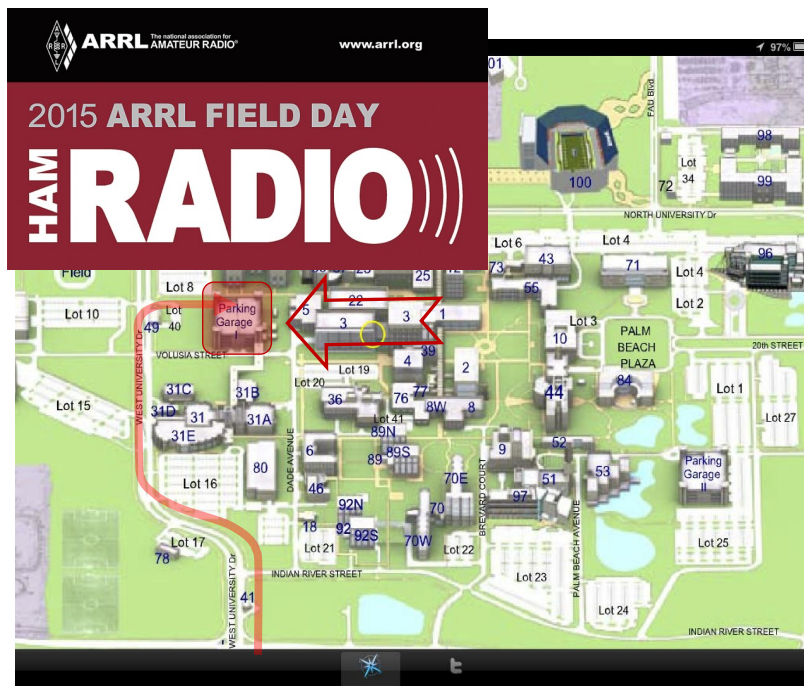 ARRL The national association for
AMATEUR RADIO®
www.arrl.org
2015 ARRL FIELD DAY
HAM
RADIO
97%
01
FAU Blvd
98
Lot
34
99
72
100
NORTH UNIVERSITY Dr
Lot 6
Lot 4
43
73
71
96
Field
Lot 8
25
Lot 4
55
Lot 10
Lot
40
Parking
Garage
I
22
5
3
3
1
Lot 2
49
Lot 3
PALM
BEACH
PLAZA
10
20th STREET
VOLUSIA STREET
WEST UNIVERSITY Dr
39
4
Lot 19
2
Lot 20
31C
31B
77
84
Lot 1
44
36
76
8W
8
Lot 15
31D
31
31A
Lot 41
Lot 27
31E
89N
DADE AVENUE
6
89S
9
52
80
89
BREVARD COURT
Parking
Garage
II
53
70E
51
Lot 16
46
97
92N
70
18
92
92S
70W
PALM BEACH AVENUE
Lot 17
Lot 21
Lot 22
Lot 25
78
INDIAN RIVER STREET
Lot 23
WEST UNIVERSITY Dr
41
Lot 24
INDIAN RIVER STREET